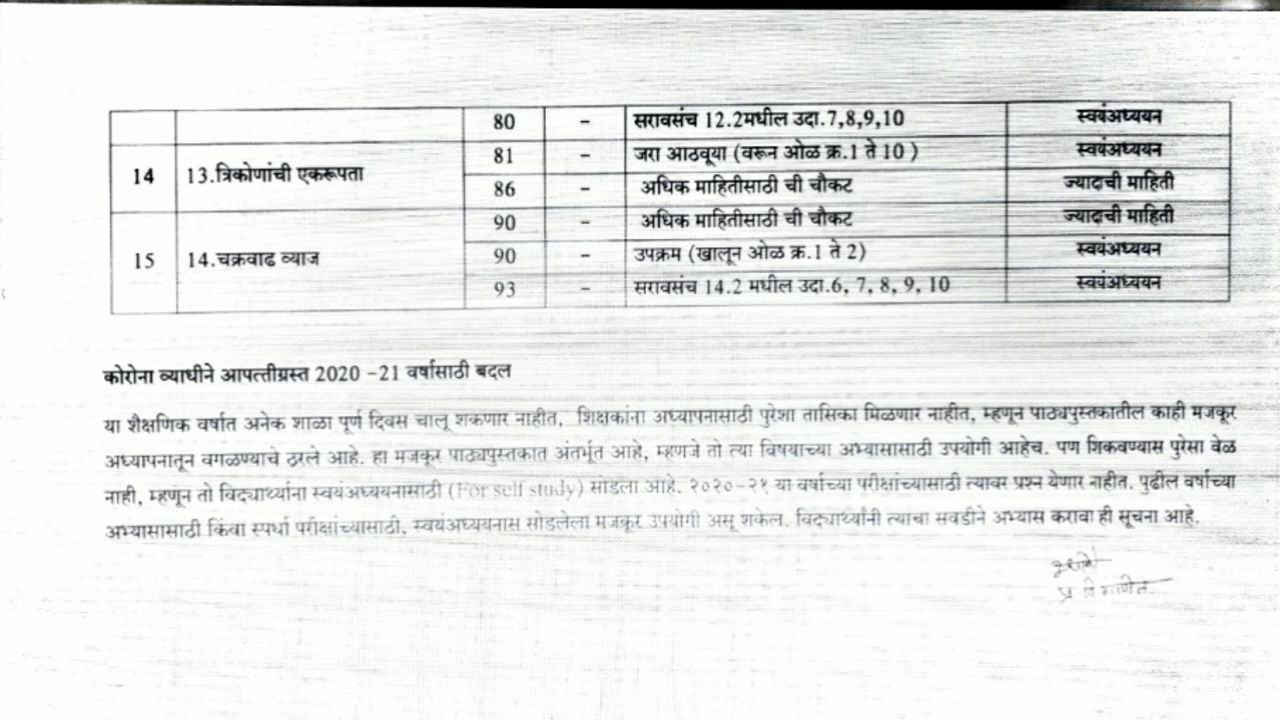 80 – सरावसंच 12.2मधील उदा.7,8,9,10 स्वयंअध्ययन
14 13.त्रिकोणांची एकरूपता 81 – जरा आठवूया (वरून ओळ क्र.1 ते 10 ) स्वयंअध्ययन
86 – अधिक माहितीसाठी ची चौकट ज्यादाची माहिती
15 14.चक्रवाढ व्याज 90 – अधिक माहितीसाठी ची चौकट ज्यादाची माहिती
90 – उपक्रम (खालून ओळ क्र.1 ते 2) स्वयंअध्ययन
93 – सरावसंच 14.2 मधील उदा.6, 7, 8, 9, 10 स्वयंअध्ययन
कोरोना व्याधीने आपत्तीग्रस्त 2020 –21 वर्षासाठी बदल
या शैक्षणिक वर्षात अनेक शाळा पूर्ण दिवस चालू शकणार नाहीत, शिक्षकांना अध्यापनासाठी पुरेशा तासिका मिळणार नाहीत, म्हणून पाठ्यपुस्तकातील काही मजकूर
अध्यापनातून वगळण्याचे ठरले आहे. हा मजकूर पाठ्यपुस्तकात अंतर्भूत आहे, म्हणजे तो त्या विषयाच्या अभ्यासासाठी उपयोगी आहेच. पण शिकवण्यास पुरेसा वेळ
नाही, म्हणून तो विद्यार्थ्यांना स्वयंअध्ययनासाठी (For self study) सोडला आहे. २०२०–२१ या वर्षाच्या परीक्षांच्यासाठी त्यावर प्रश्न येणार नाहीत. पुढील वर्षाच्या
अभ्यासासाठी किंवा स्पर्धा परीक्षांच्यासाठी, स्वयंअध्ययनास सोडलेला मजकूर उपयोगी असू शकेल. विद्यार्थ्यांनी त्याचा सवडीने अभ्यास करावा ही सूचना आहे.